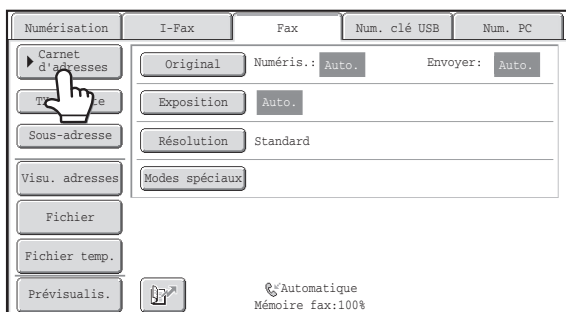 Numérisation
I-Fax
Fax
Num. clé USB
Num. PC
Carnet
d'adresses
Original
Numéris.:
Auto.
Envoyer:
Auto.
Exposition
Auto.
Sous-adresse
Résolution
Standard
Visu. adresses
Modes spéciaux
Fichier
Fichier temp.
Prévisualis.
Automatique
Mémoire fax:100%